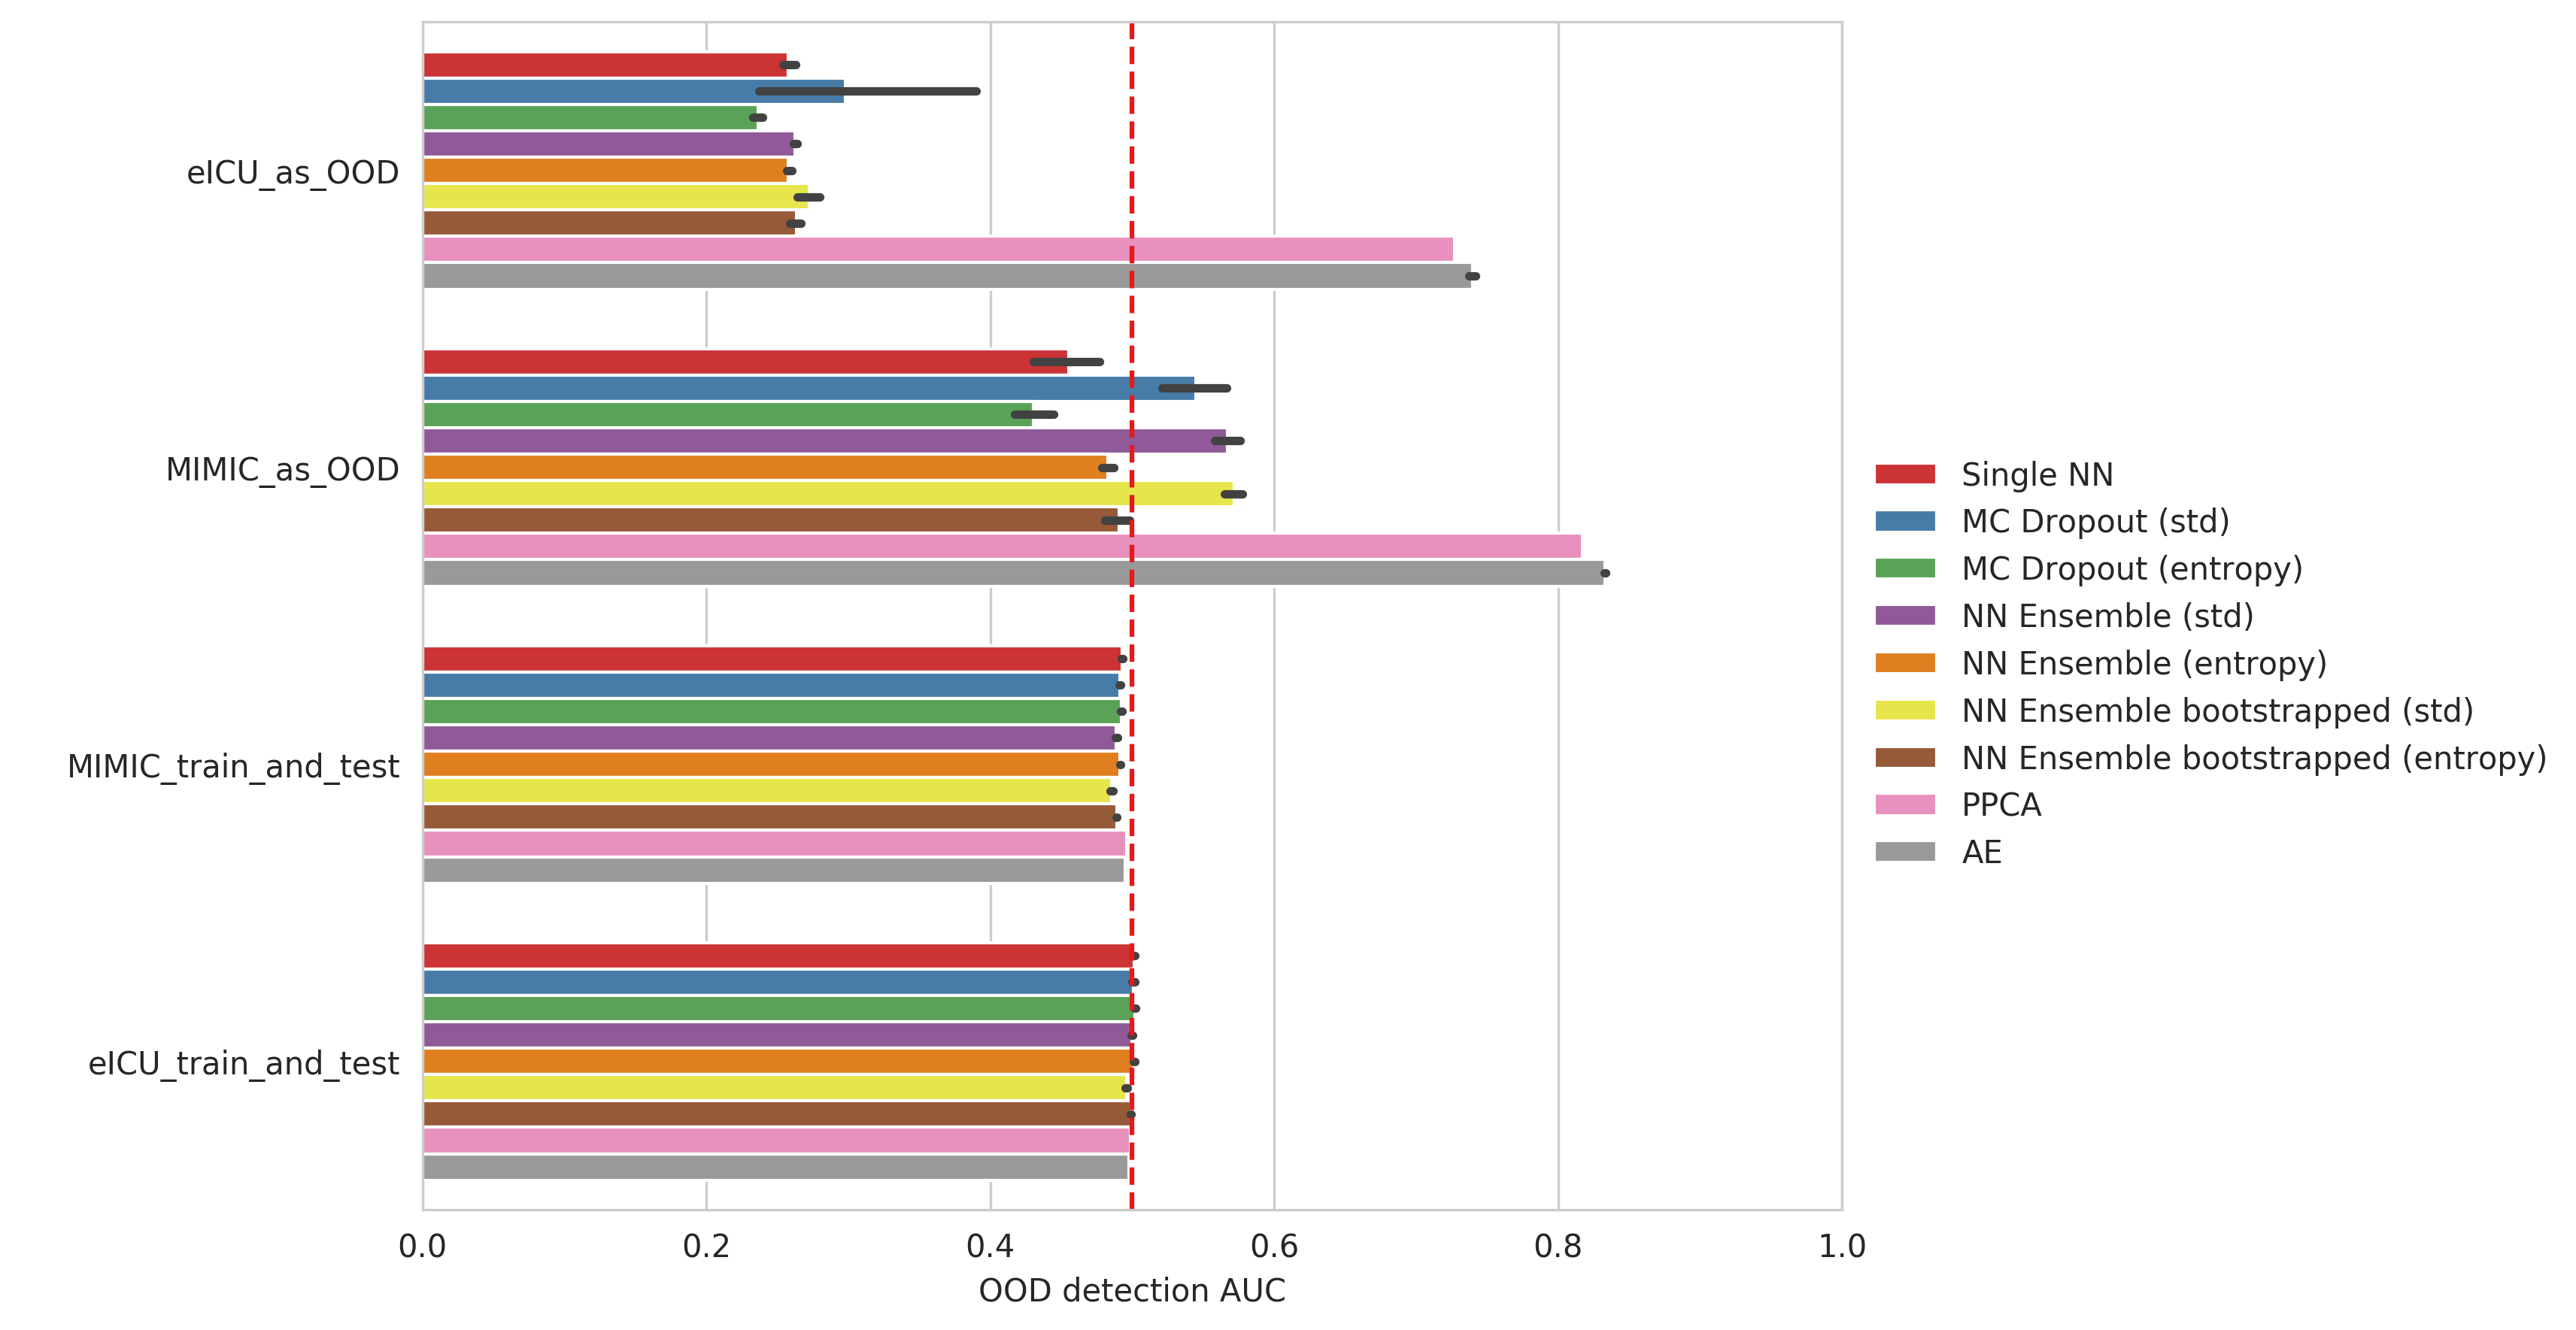 eICU_as_OOD
MIMIC_as_OOD
MIMIC_train_and_test
eICU_train_and_test
0.0 0.2 0.4 0.6 0.8 1.0
OOD detection AUC
Single NN
MC Dropout (std)
MC Dropout (entropy)
NN Ensemble (std)
NN Ensemble (entropy)
NN Ensemble bootstrapped (std)
NN Ensemble bootstrapped (entropy)
PPCA
AE